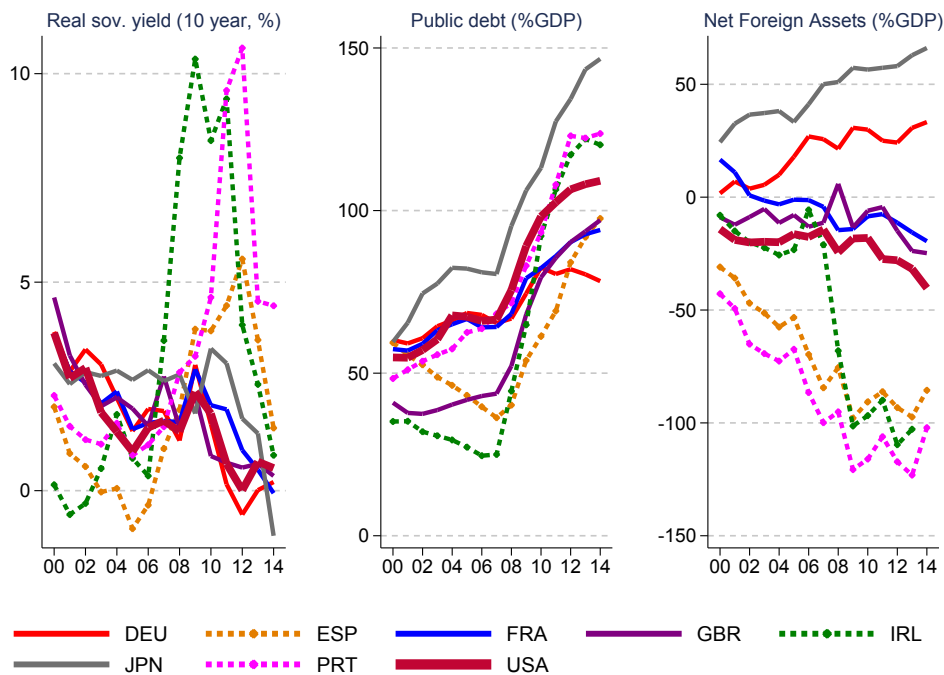 Real sov. yield (10 year, %)
Public debt (%GDP)
Net Foreign Assets (%GDP)
10
5
0
00 02 04 06 08 10 12 14
150
100
50
0
00 02 04 06 08 10 12 14
50
0
-50
-100
-150
00 02 04 06 08 10 12 14
DEU ESP FRA GBR IRL
JPN PRT USA